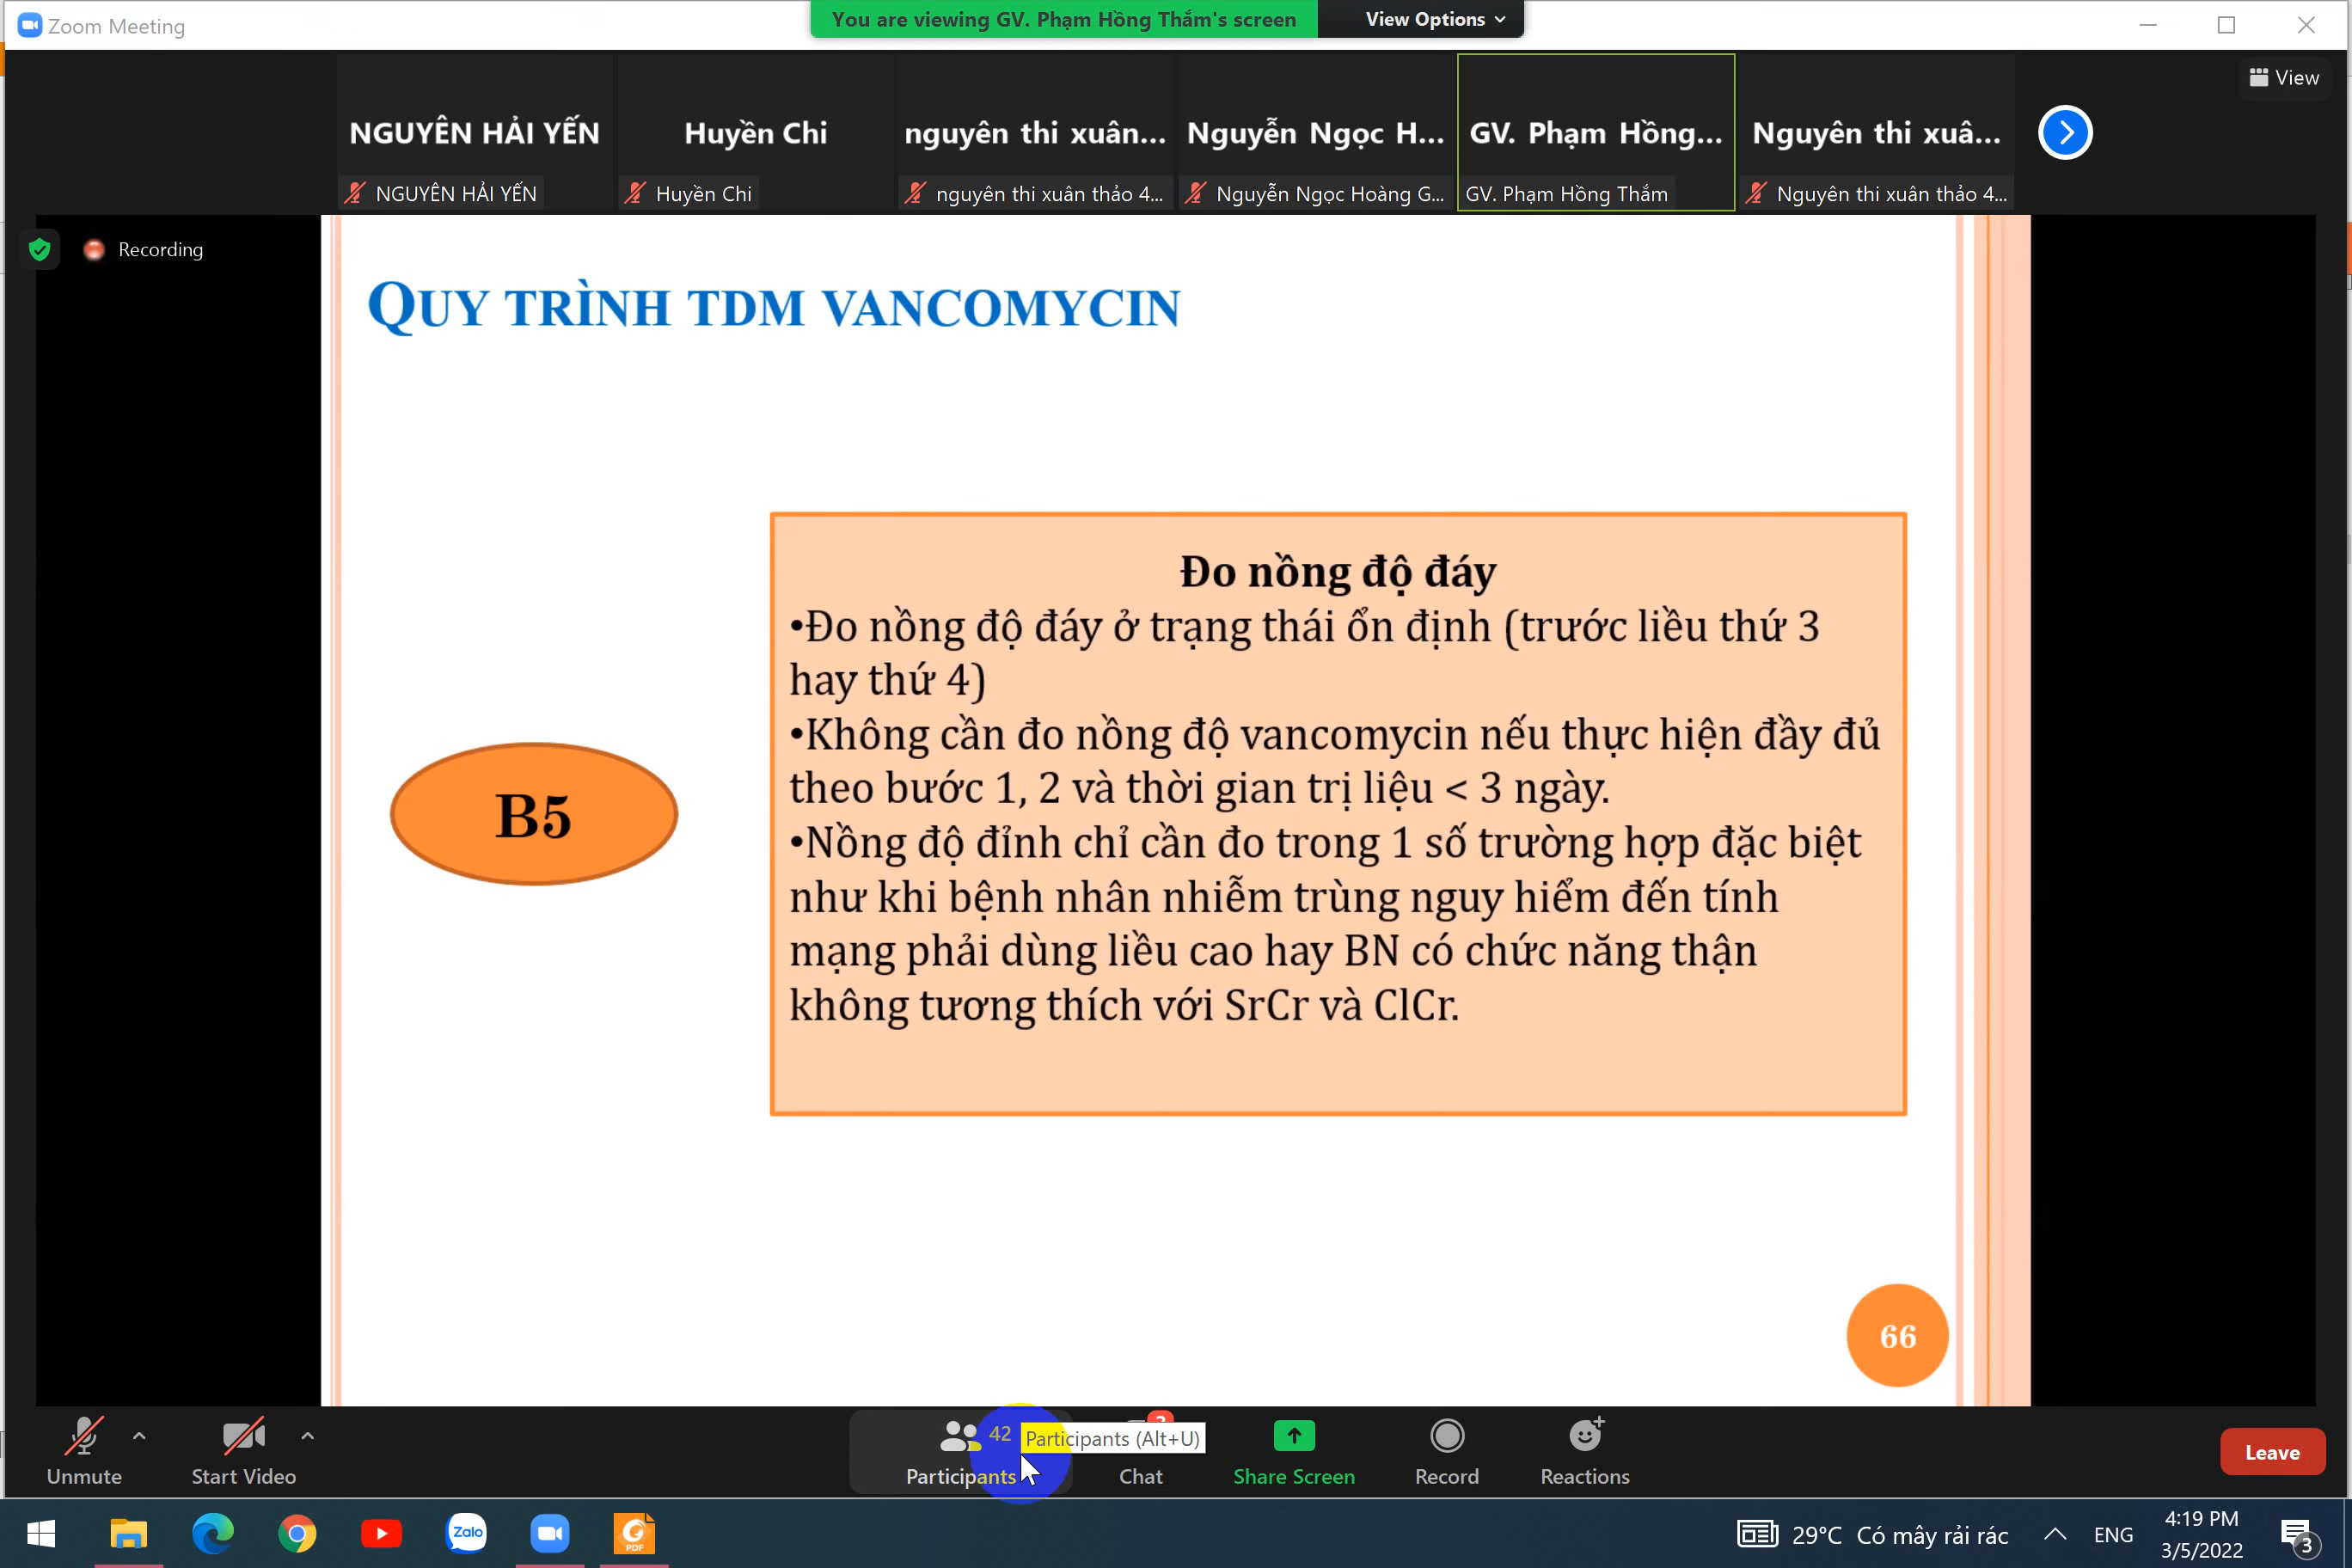 Zoom Meeting
You are viewing GV. Phạm Hồng Thắm's screen
View Options
View
NGUYÊN HẢI YẾN
Huyền Chi
nguyên thi xuân...
Nguyễn Ngọc H...
GV. Phạm Hồng...
Nguyên thi xuâ...
NGUYÊN HẢI YẾN
Huyền Chi
nguyên thi xuân thảo 4...
Nguyễn Ngọc Hoàng G...
GV. Phạm Hồng Thắm
Nguyên thi xuân thảo 4...
Recording
QUY TRÌNH TDM VANCOMYCIN
B5
Đo nồng độ đáy
•Đo nồng độ đáy ở trạng thái ổn định (trước liều thứ 3
hay thứ 4)
•Không cần đo nồng độ vancomycin nếu thực hiện đầy đủ
theo bước 1, 2 và thời gian trị liệu < 3 ngày.
•Nồng độ đỉnh chỉ cần đo trong 1 số trường hợp đặc biệt
như khi bệnh nhân nhiễm trùng nguy hiểm đến tính
mạng phải dùng liều cao hay BN có chức năng thận
không tương thích với SrCr và ClCr.
66
42
Participants (Alt+U)
Unmute
Start Video
Participants
Chat
Share Screen
Record
Reactions
Leave
Zalo
PDF
29°C Có mây rải rác
ENG
4:19 PM
3/5/2022
3